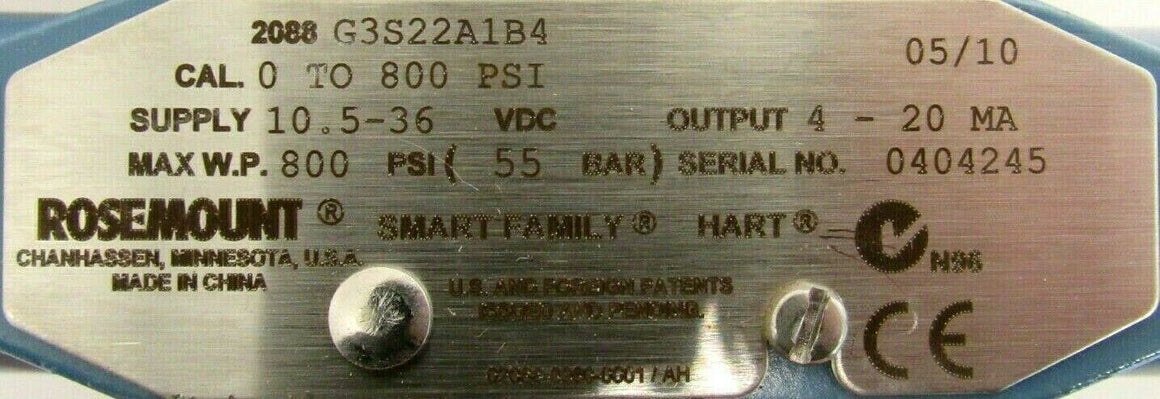 2088 G3S22A1B4
05/10
CAL. 0 TO 800 PSI
SUPPLY 10.5-36 VDC OUTPUT 4 - 20 MA
MAX W.P. 800 PSI ( 55 BAR) SERIAL NO. 0404245
ROSEMOUNT ® SMART FAMILY ® HART ®
CHANHASSEN, MINNESOTA, U.S.A.
N96
MADE IN CHINA
U.S. AND FOREIGN PATENTS
ISSUED AND PENDING.
CE
/ AH